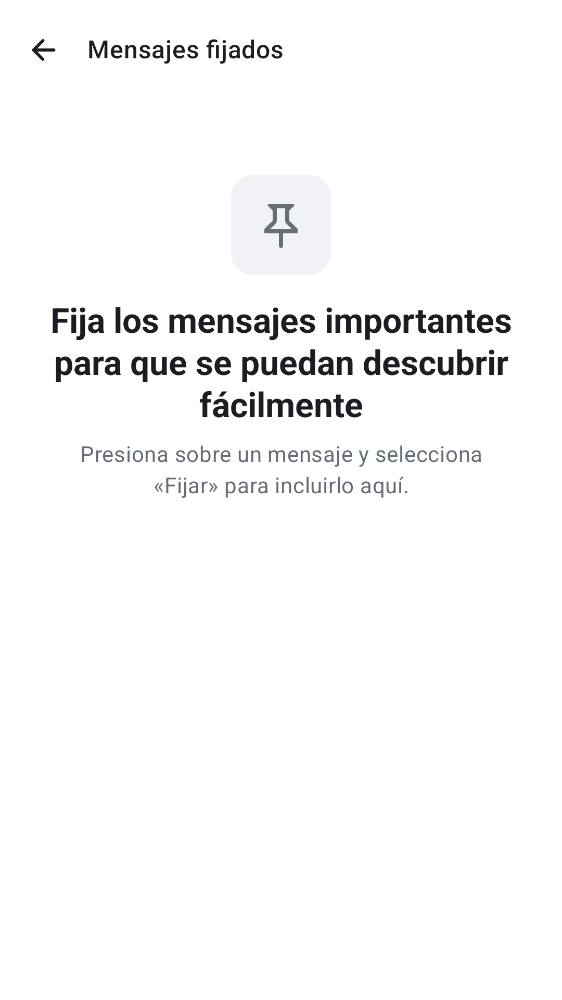 Mensajes fijados
Fija los mensajes importantes
para que se puedan descubrir
fácilmente
Presiona sobre un mensaje y selecciona
«Fijar» para incluirlo aquí.